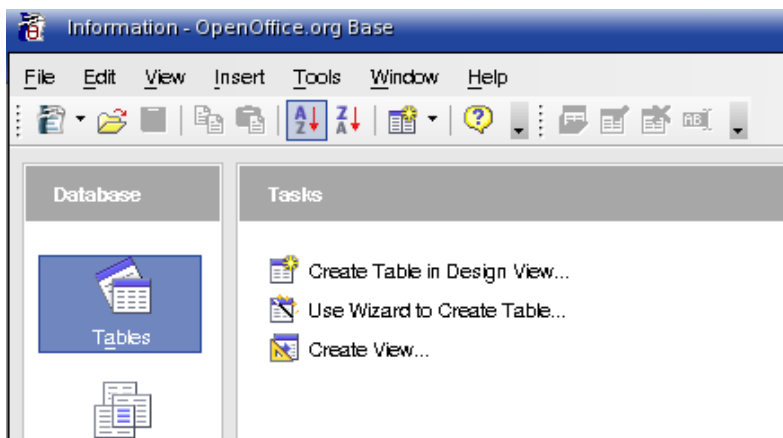 Information - OpenOffice.org Base
File Edit View Insert Tools Window Help
Database
Tasks
Create Table in Design View...
Use Wizard to Create Table...
Create View...
Tables